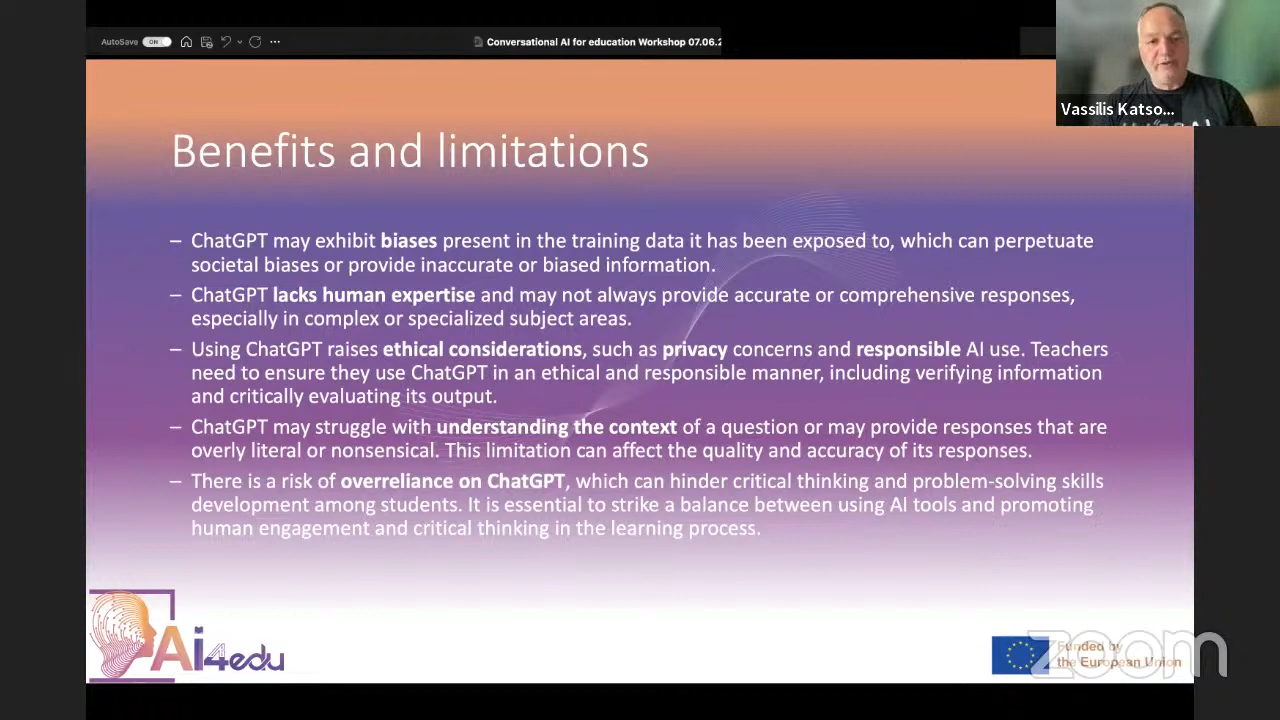 AutoSave ON
Conversational AI for education Workshop 07.06.2
Vassilis Katso...
Benefits and limitations
– ChatGPT may exhibit biases present in the training data it has been exposed to, which can perpetuate
societal biases or provide inaccurate or biased information.
– ChatGPT lacks human expertise and may not always provide accurate or comprehensive responses,
especially in complex or specialized subject areas.
– Using ChatGPT raises ethical considerations, such as privacy concerns and responsible AI use. Teachers
need to ensure they use ChatGPT in an ethical and responsible manner, including verifying information
and critically evaluating its output.
– ChatGPT may struggle with understanding the context of a question or may provide responses that are
overly literal or nonsensical. This limitation can affect the quality and accuracy of its responses.
– There is a risk of overreliance on ChatGPT, which can hinder critical thinking and problem-solving skills
development among students. It is essential to strike a balance between using AI tools and promoting
human engagement and critical thinking in the learning process.
Ai4edu
Funded by
the European Union
zoom